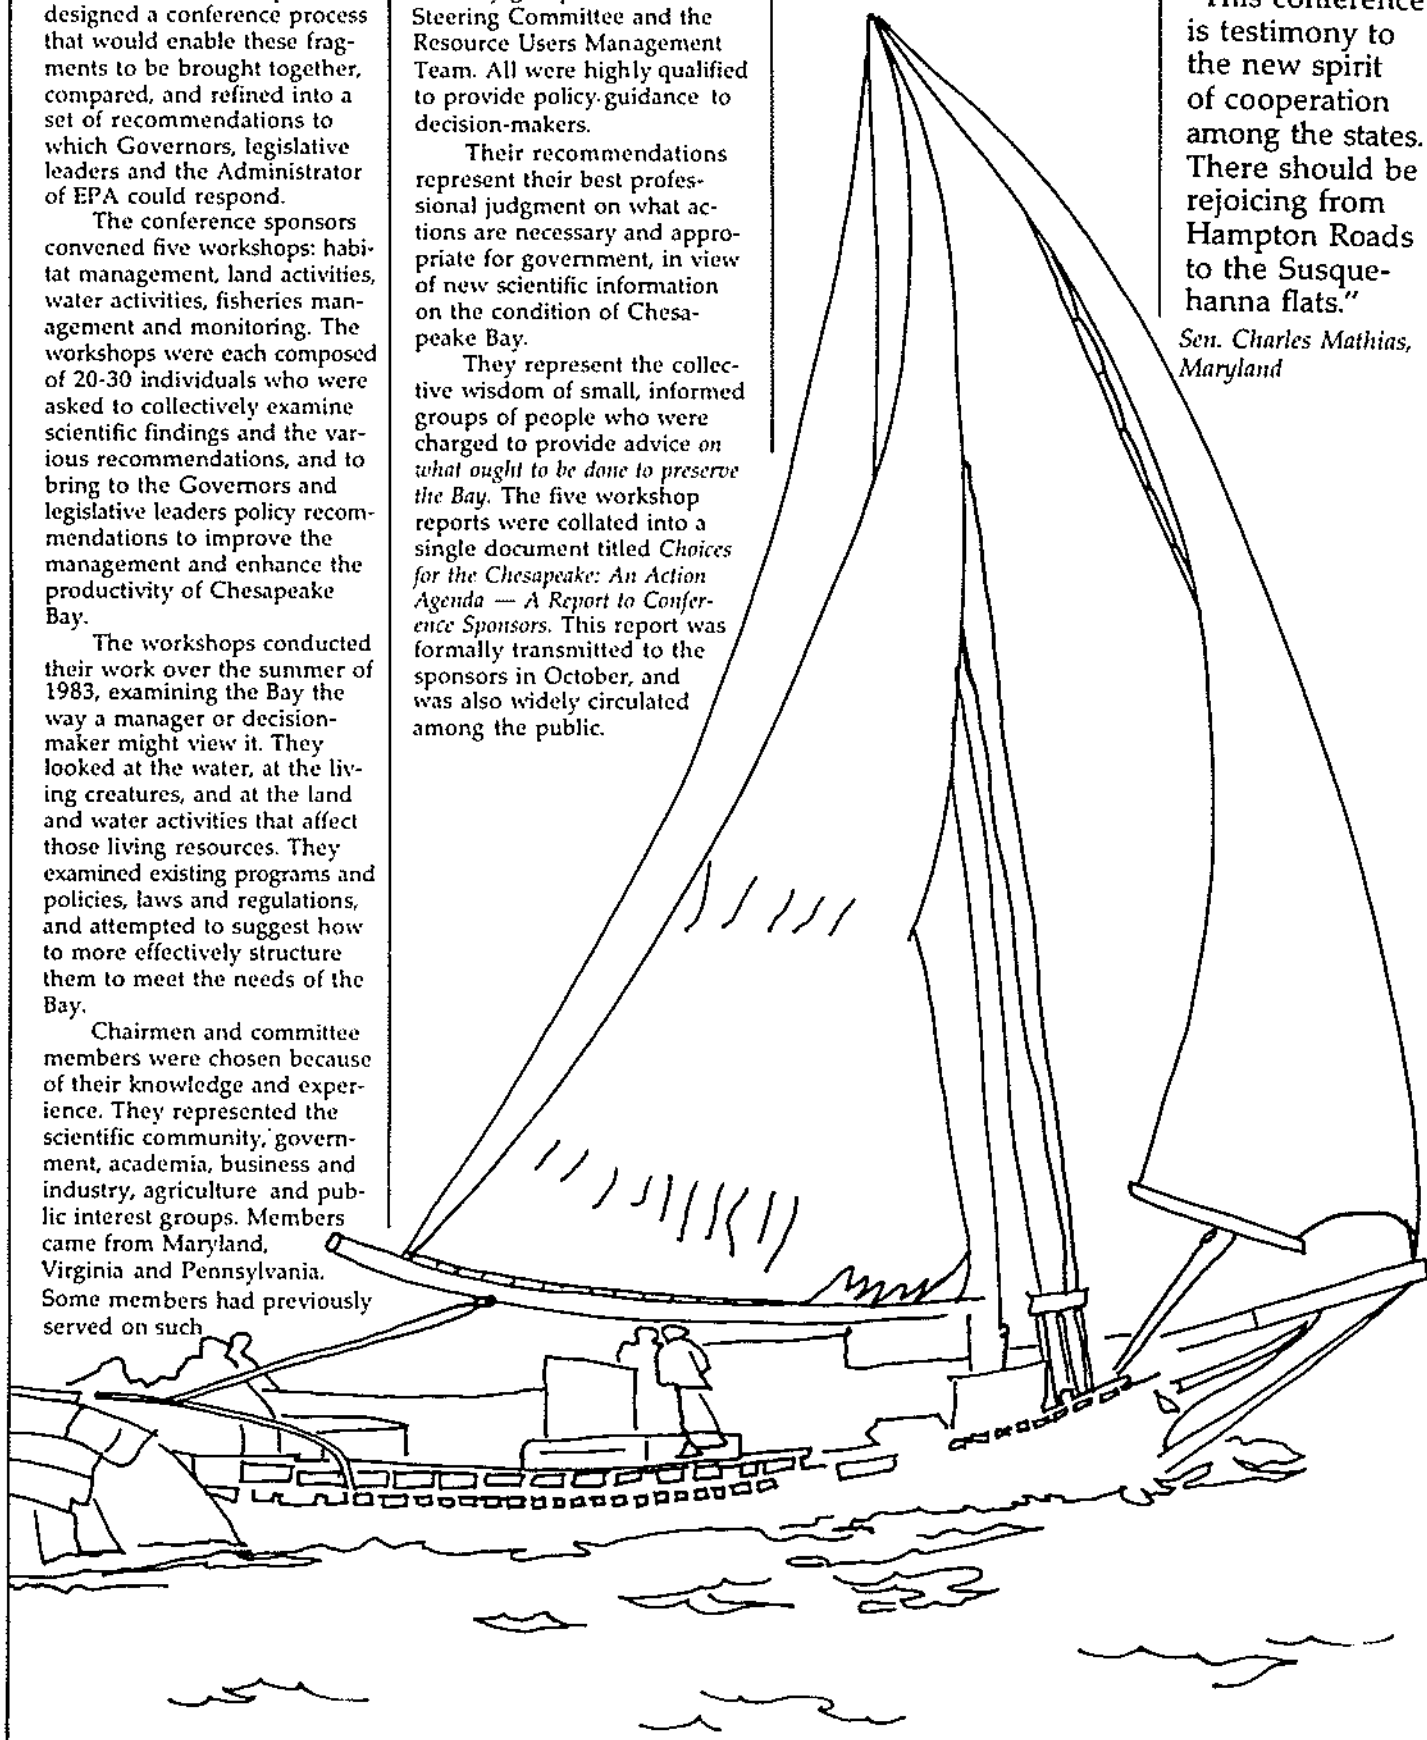 designed a conference process
that would enable these frag-
ments to be brought together,
compared, and refined into a
set of recommendations to
which Governors, legislative
leaders and the Administrator
of EPA could respond.
The conference sponsors
convened five workshops: habi-
tat management, land activities,
water activities, fisheries man-
agement and monitoring. The
workshops were each composed
of 20-30 individuals who were
asked to collectively examine
scientific findings and the var-
ious recommendations, and to
bring to the Governors and
legislative leaders policy recom-
mendations to improve the
management and enhance the
productivity of Chesapeake
Bay.
The workshops conducted
their work over the summer of
1983, examining the Bay the
way a manager or decision-
maker might view it. They
looked at the water, at the liv-
ing creatures, and at the land
and water activities that affect
those living resources. They
examined existing programs and
policies, laws and regulations,
and attempted to suggest how
to more effectively structure
them to meet the needs of the
Bay.
Chairmen and committee
members were chosen because
of their knowledge and exper-
ience. They represented the
scientific community, govern-
ment, academia, business and
industry, agriculture and pub-
lic interest groups. Members
came from Maryland,
Virginia and Pennsylvania.
Some members had previously
served on such
Steering Committee and the
Resource Users Management
Team. All were highly qualified
to provide policy guidance to
decision-makers.
Their recommendations
represent their best profes-
sional judgment on what ac-
tions are necessary and appro-
priate for government, in view
of new scientific information
on the condition of Chesa-
peake Bay.
They represent the collec-
tive wisdom of small, informed
groups of people who were
charged to provide advice on
what ought to be done to preserve
the Bay. The five workshop
reports were collated into a
single document titled Choices
for the Chesapeake: An Action
Agenda — A Report to Confer-
ence Sponsors. This report was
formally transmitted to the
sponsors in October, and
was also widely circulated
among the public.
"This conference
is testimony to
the new spirit
of cooperation
among the states.
There should be
rejoicing from
Hampton Roads
to the Susque-
hanna flats."
Sen. Charles Mathias,
Maryland